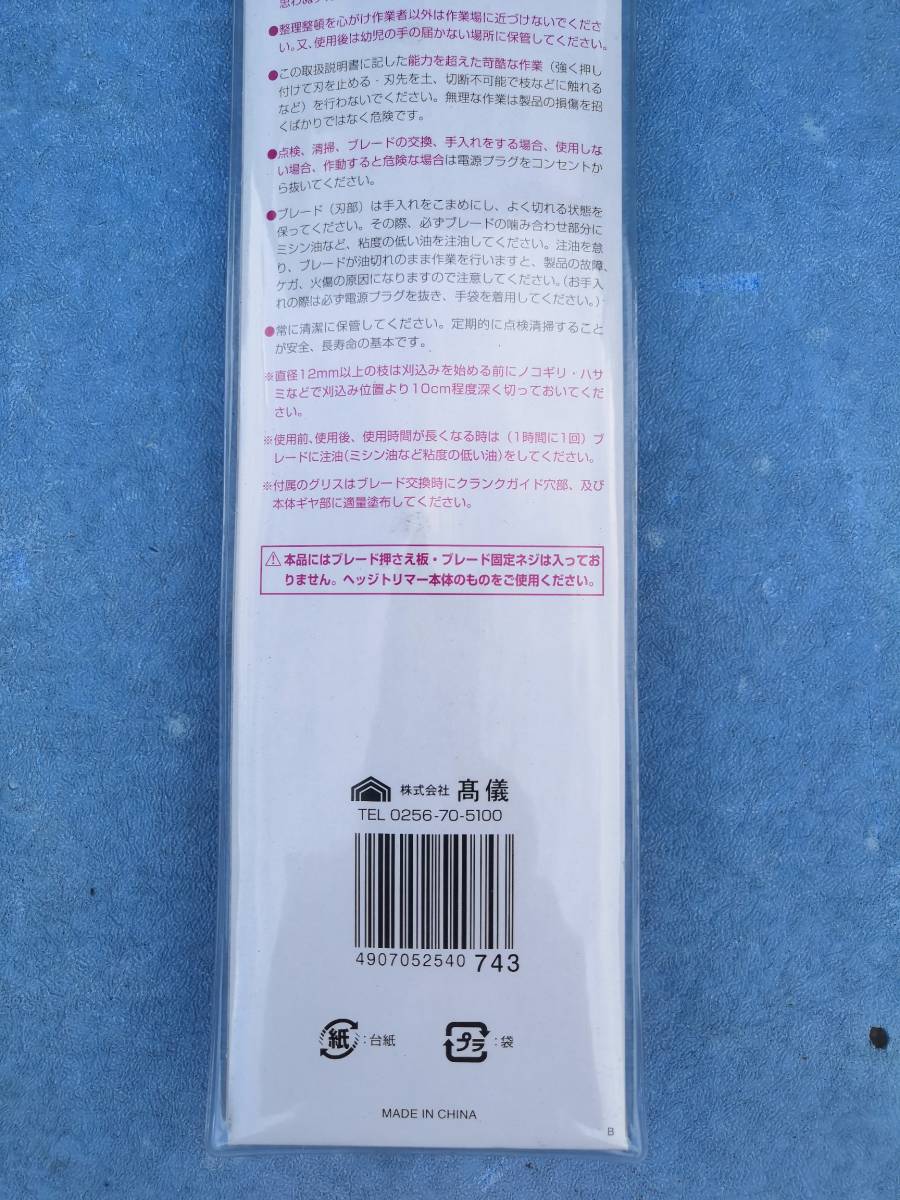 ●整理整頓を心がけ作業者以外は作業場に近づけないでくださ
い。又、使用後は幼児の手の届かない場所に保管してください。
●この取扱説明書に記した能力を超えた苛酷な作業（強く押し
付けて刃を止める・刃先を土、切断不可能で枝などに触れる
など）を行わないでください。無理な作業は製品の損傷を招
くばかりではなく危険です。
●点検、清掃、ブレードの交換、手入れをする場合、使用しな
い場合、作動すると危険な場合は電源プラグをコンセントか
ら抜いてください。
●ブレード（刃部）は手入れをこまめにし、よく切れる状態を
保ってください。その際、必ずブレードの噛み合わせ部分に
ミシン油など、粘度の低い油を注油してください。注油を怠
り、ブレードが油切れのまま作業を行いますと、製品の故障、
ケガ、火傷の原因になりますので注意してください。（お手入
れの際は必ず電源プラグを抜き、手袋を着用してください。）
●常に清潔に保管してください。定期的に点検清掃すること
が安全、長寿命の基本です。
※直径12mm以上の枝は刈込みを始める前にノコギリ・ハサ
ミなどで刈込み位置より10cm程度深く切っておいてくだ
さい。
※使用前、使用後、使用時間が長くなる時は（1時間に1回）ブ
レードに注油（ミシン油など粘度の低い油）をしてください。
※付属のグリスはブレード交換時にクランクガイド穴部、及び
本体ギヤ部に適量塗布してください。
⚠本品にはブレード押さえ板・ブレード固定ネジは入ってお
りません。ヘッジトリマー本体のものをご使用ください。
株式会社 髙儀
TEL 0256-70-5100
4907052540 743
紙：台紙 プラ：袋
MADE IN CHINA
B